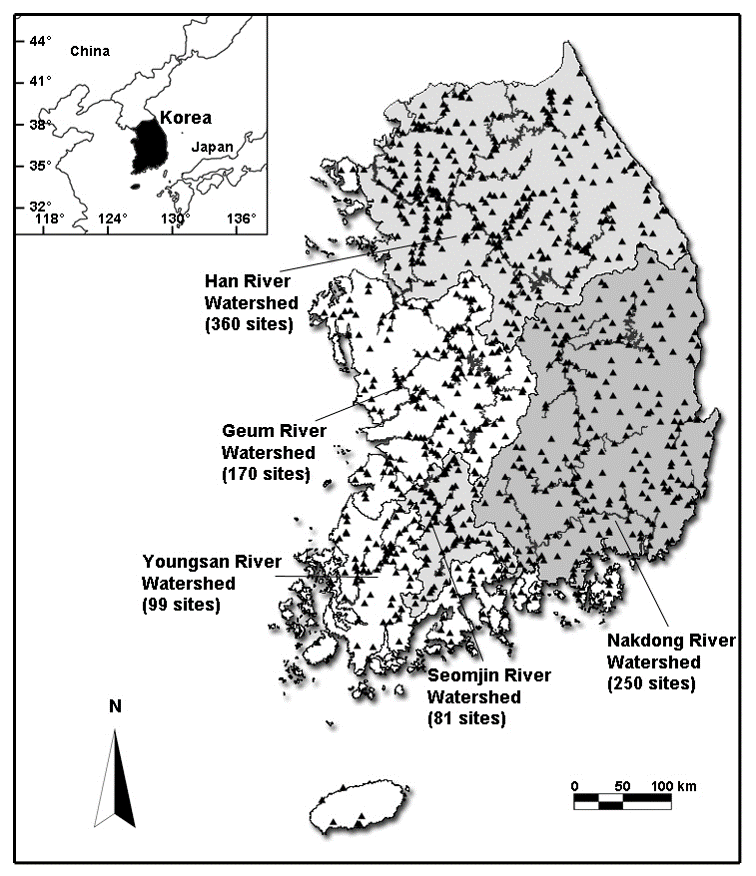 44°
China
41°
38°
Korea
Japan
35°
32°
118°
124°
130°
136°
Han River
Watershed
(360 sites)
Geum River
Watershed
(170 sites)
Youngsan River
Watershed
(99 sites)
Nakdong River
Watershed
(250 sites)
Seomjin River
Watershed
(81 sites)
N
0 50 100 km